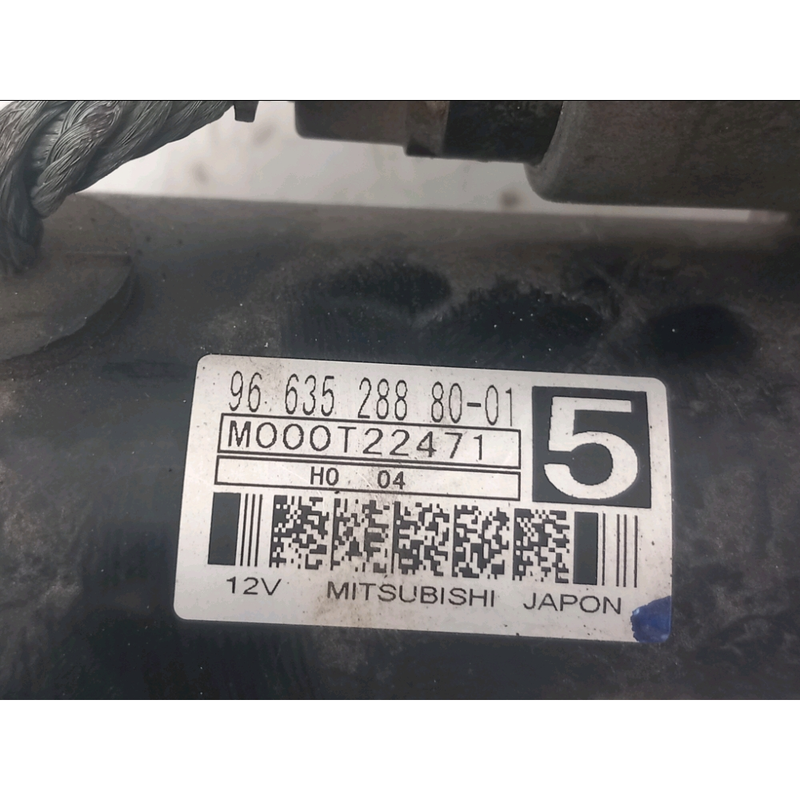 96 635 288 80-01
5
M000T22471
H0 04
12V MITSUBISHI JAPON